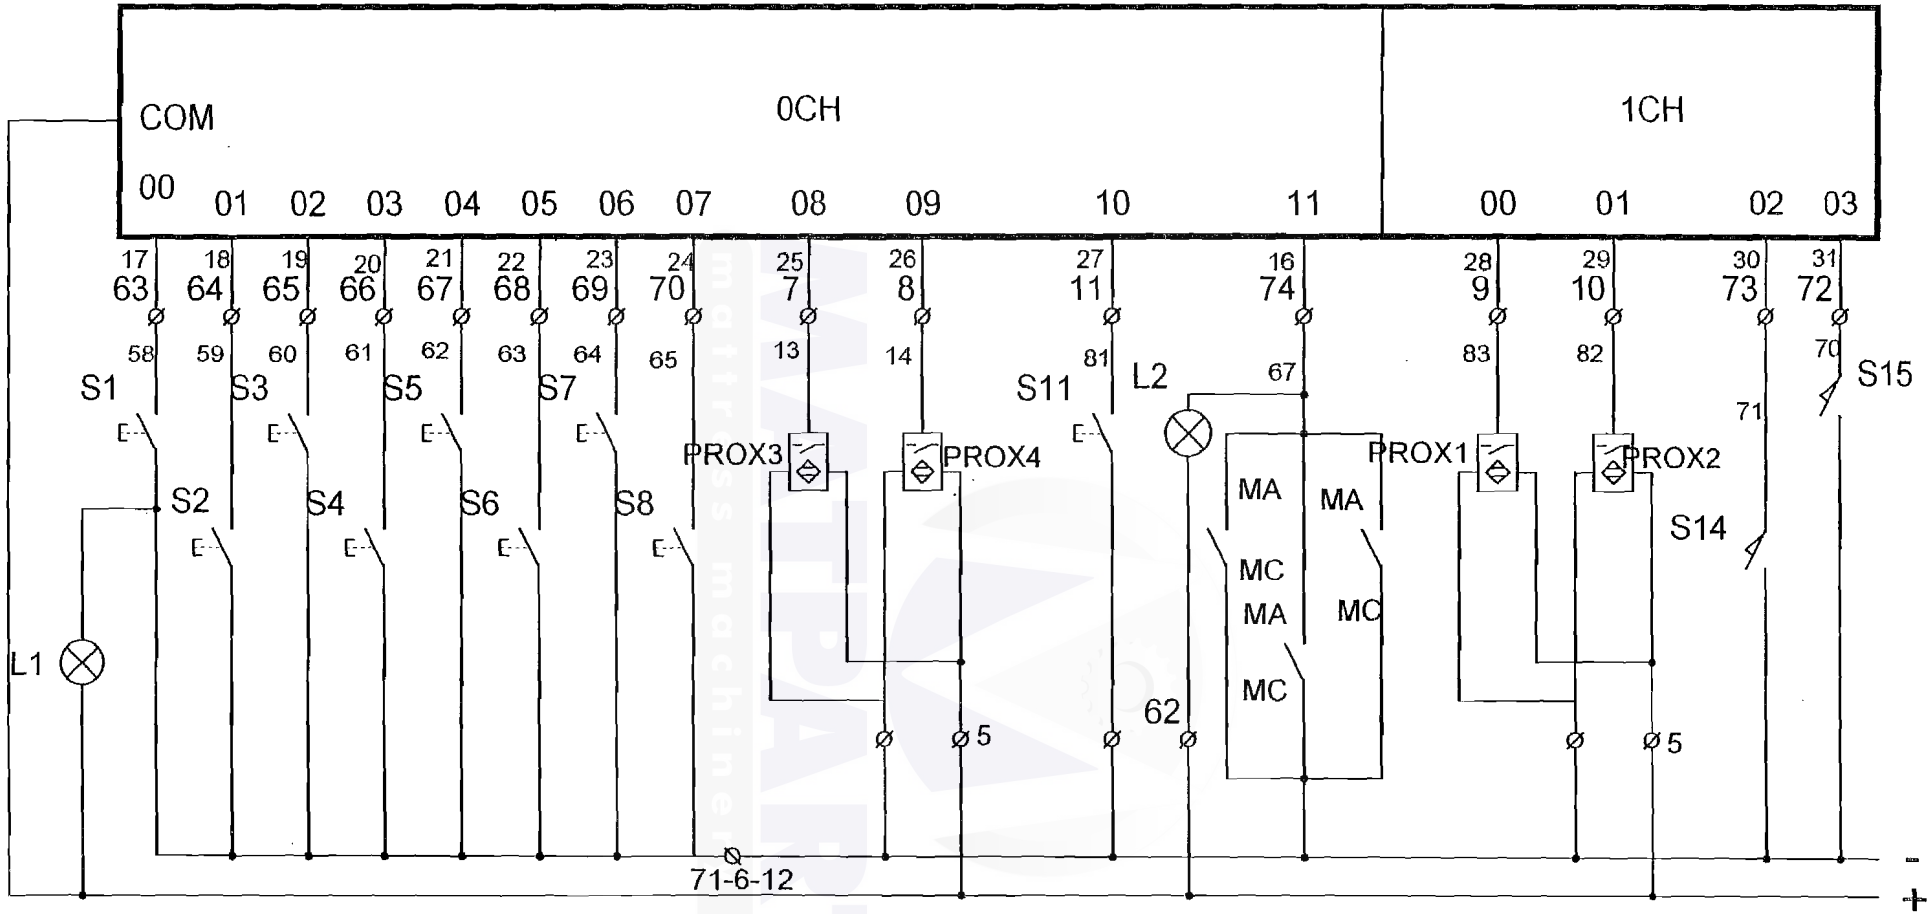 COM 0CH 1CH
00 01 02 03 04 05 06 07 08 09 10 11 00 01 02 03
17 18 19 20 21 22 23 24 25 26 27 16 28 29 30 31
63 64 65 66 67 68 69 70 7 8 11 74 9 10 73 72
58 59 60 61 62 63 64 65 13 14 81 67 83 82 71 70
S1 S3 S5 S7 S11 L2 S15
PROX3 PROX4 PROX1 PROX2
S2 S4 S6 S8 MA MA S14
MC
MA MC
L1
MC
62
5 5
71-6-12
-
+
mattress machiner
MATPAR